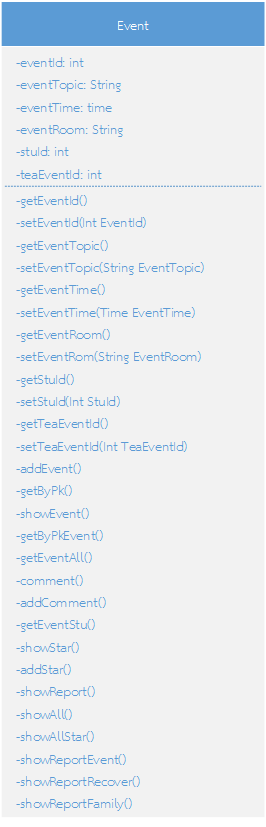 Event
-eventId: int
-eventTopic: String
-eventTime: time
-eventRoom: String
-stuId: int
-teaEventId: int
-getEventId()
-setEventId(Int EventId)
-getEventTopic()
-setEventTopic(String EventTopic)
-getEventTime()
-setEventTime(Time EventTime)
-getEventRoom()
-setEventRom(String EventRoom)
-getStuId()
-setStuId(Int StuId)
-getTeaEventId()
-setTeaEventId(Int TeaEventId)
-addEvent()
-getByPk()
-showEvent()
-getByPkEvent()
-getEventAll()
-comment()
-addComment()
-getEventStu()
-showStar()
-addStar()
-showReport()
-showAll()
-showAllStar()
-showReportEvent()
-showReportRecover()
-showReportFamily()